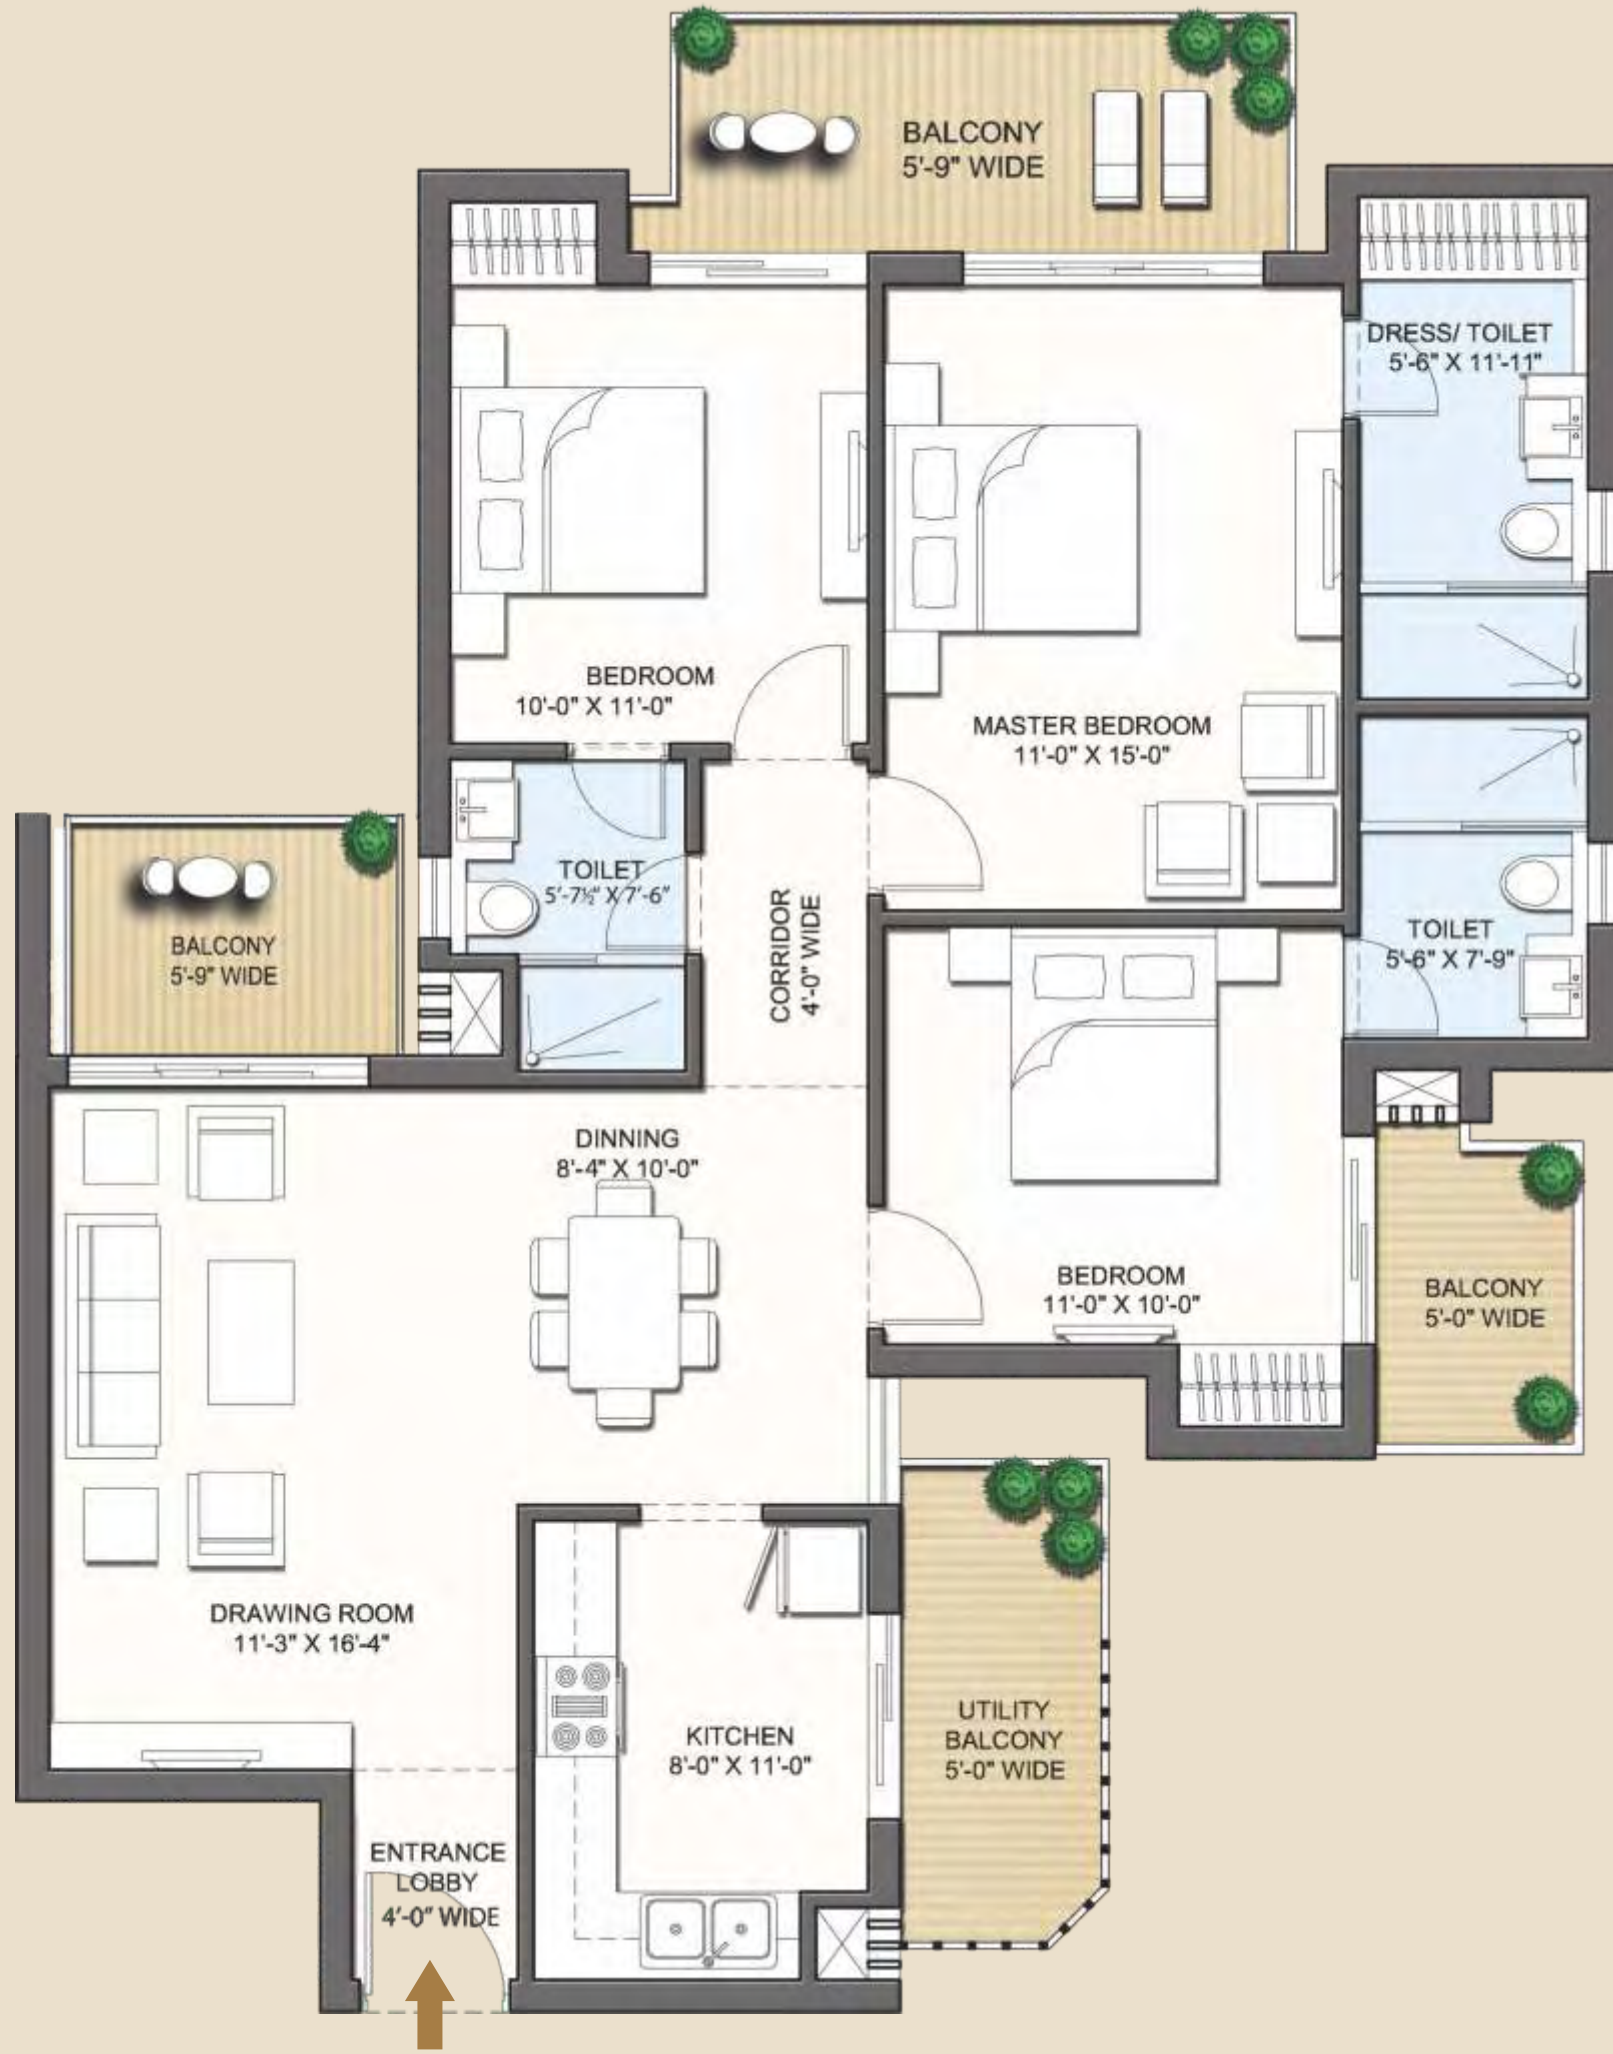 BALCONY
5'-9" WIDE
DRESS/ TOILET
5'-6" X 11'-11"
BEDROOM
10'-0" X 11'-0"
MASTER BEDROOM
11'-0" X 15'-0"
TOILET
5'-7½" X 7'-6"
CORRIDOR
4'-0" WIDE
BALCONY
5'-9" WIDE
TOILET
5'-6" X 7'-9"
DINNING
8'-4" X 10'-0"
BEDROOM
11'-0" X 10'-0"
BALCONY
5'-0" WIDE
DRAWING ROOM
11'-3" X 16'-4"
KITCHEN
8'-0" X 11'-0"
UTILITY
BALCONY
5'-0" WIDE
ENTRANCE
LOBBY
4'-0" WIDE